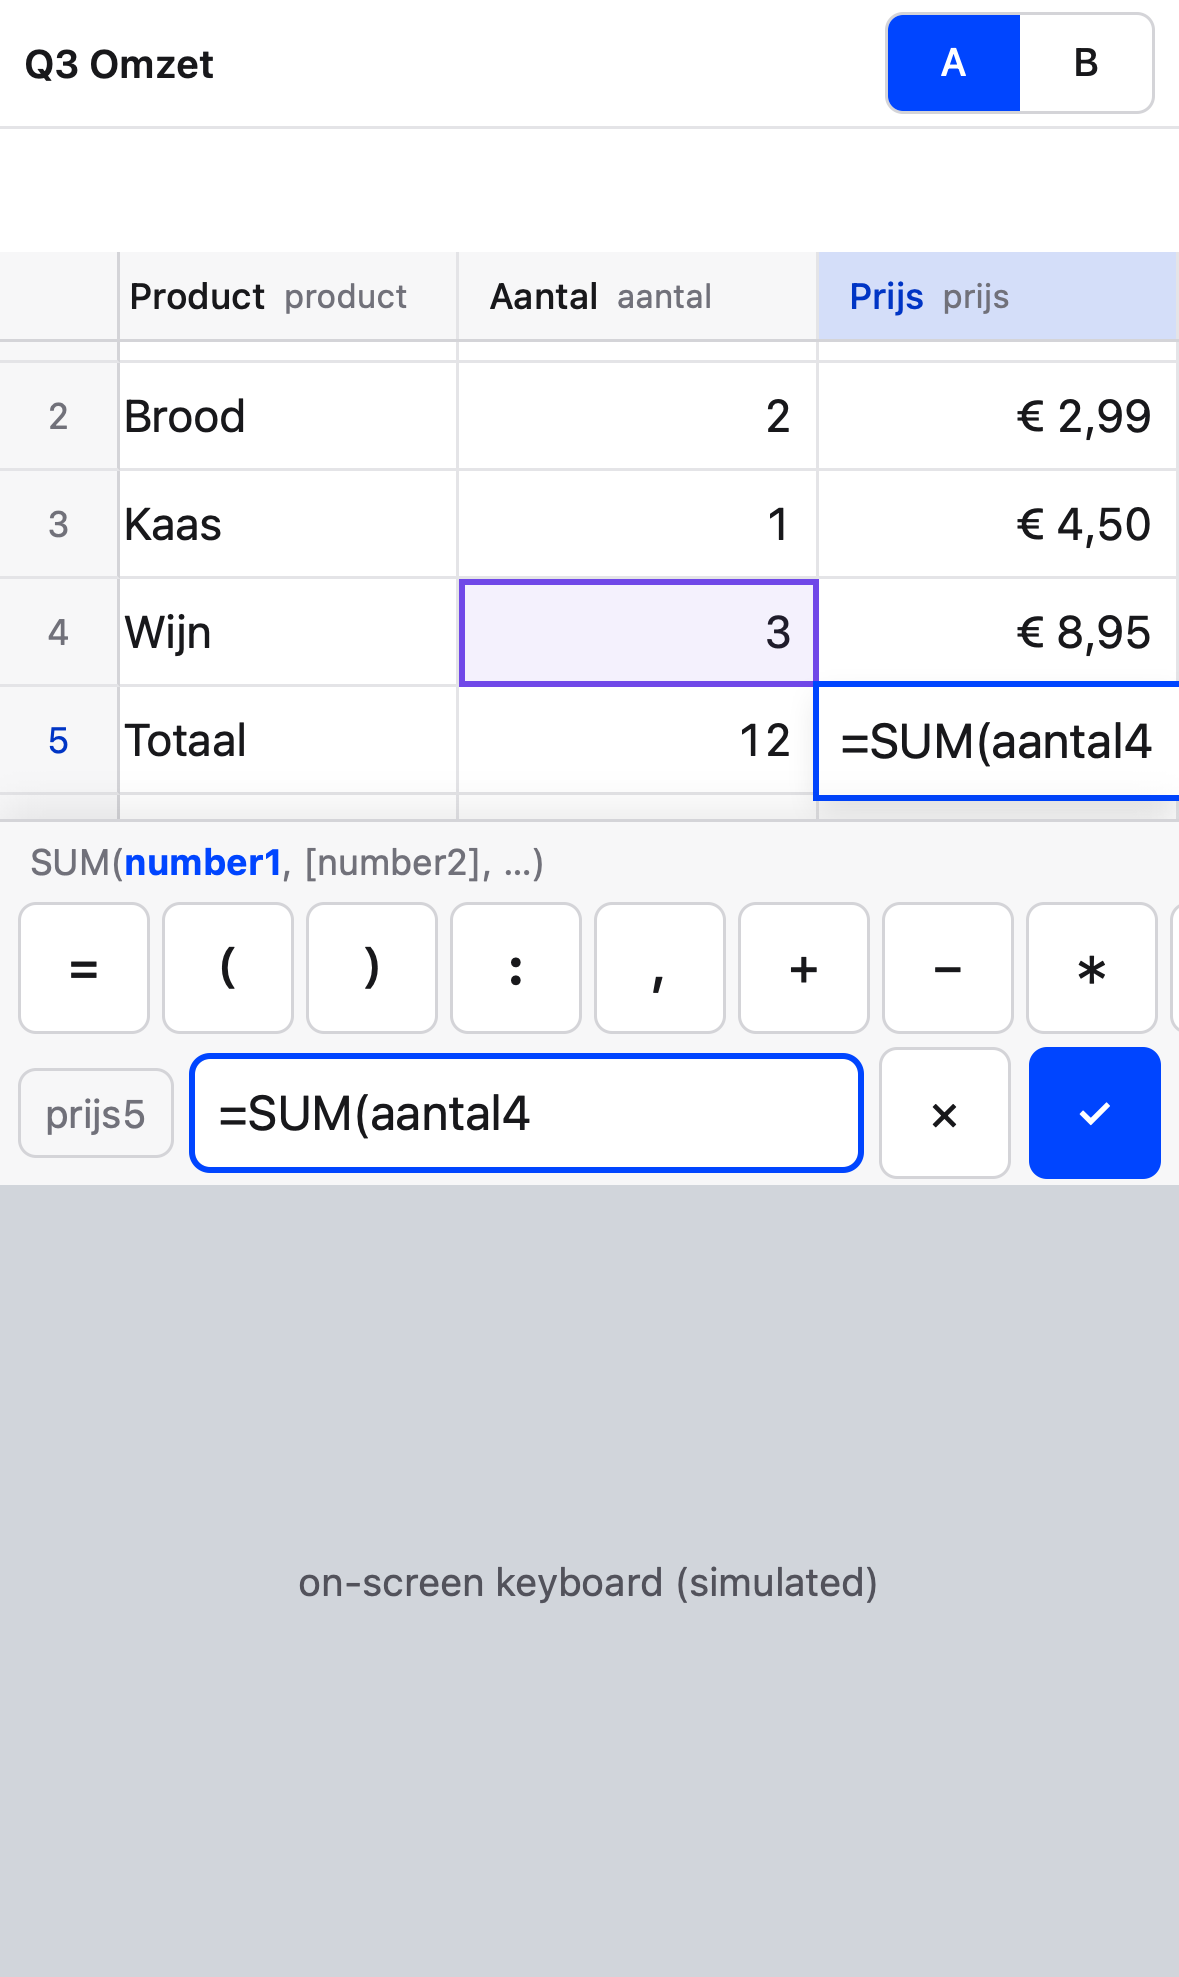 Q3 Omzet A B
Product product Aantal aantal Prijs prijs
2 Brood 2 € 2,99
3 Kaas 1 € 4,50
4 Wijn 3 € 8,95
5 Totaal 12 =SUM(aantal4
SUM(number1, [number2], ...)
= ( ) : , + − *
prijs5 =SUM(aantal4 × ✓
on-screen keyboard (simulated)